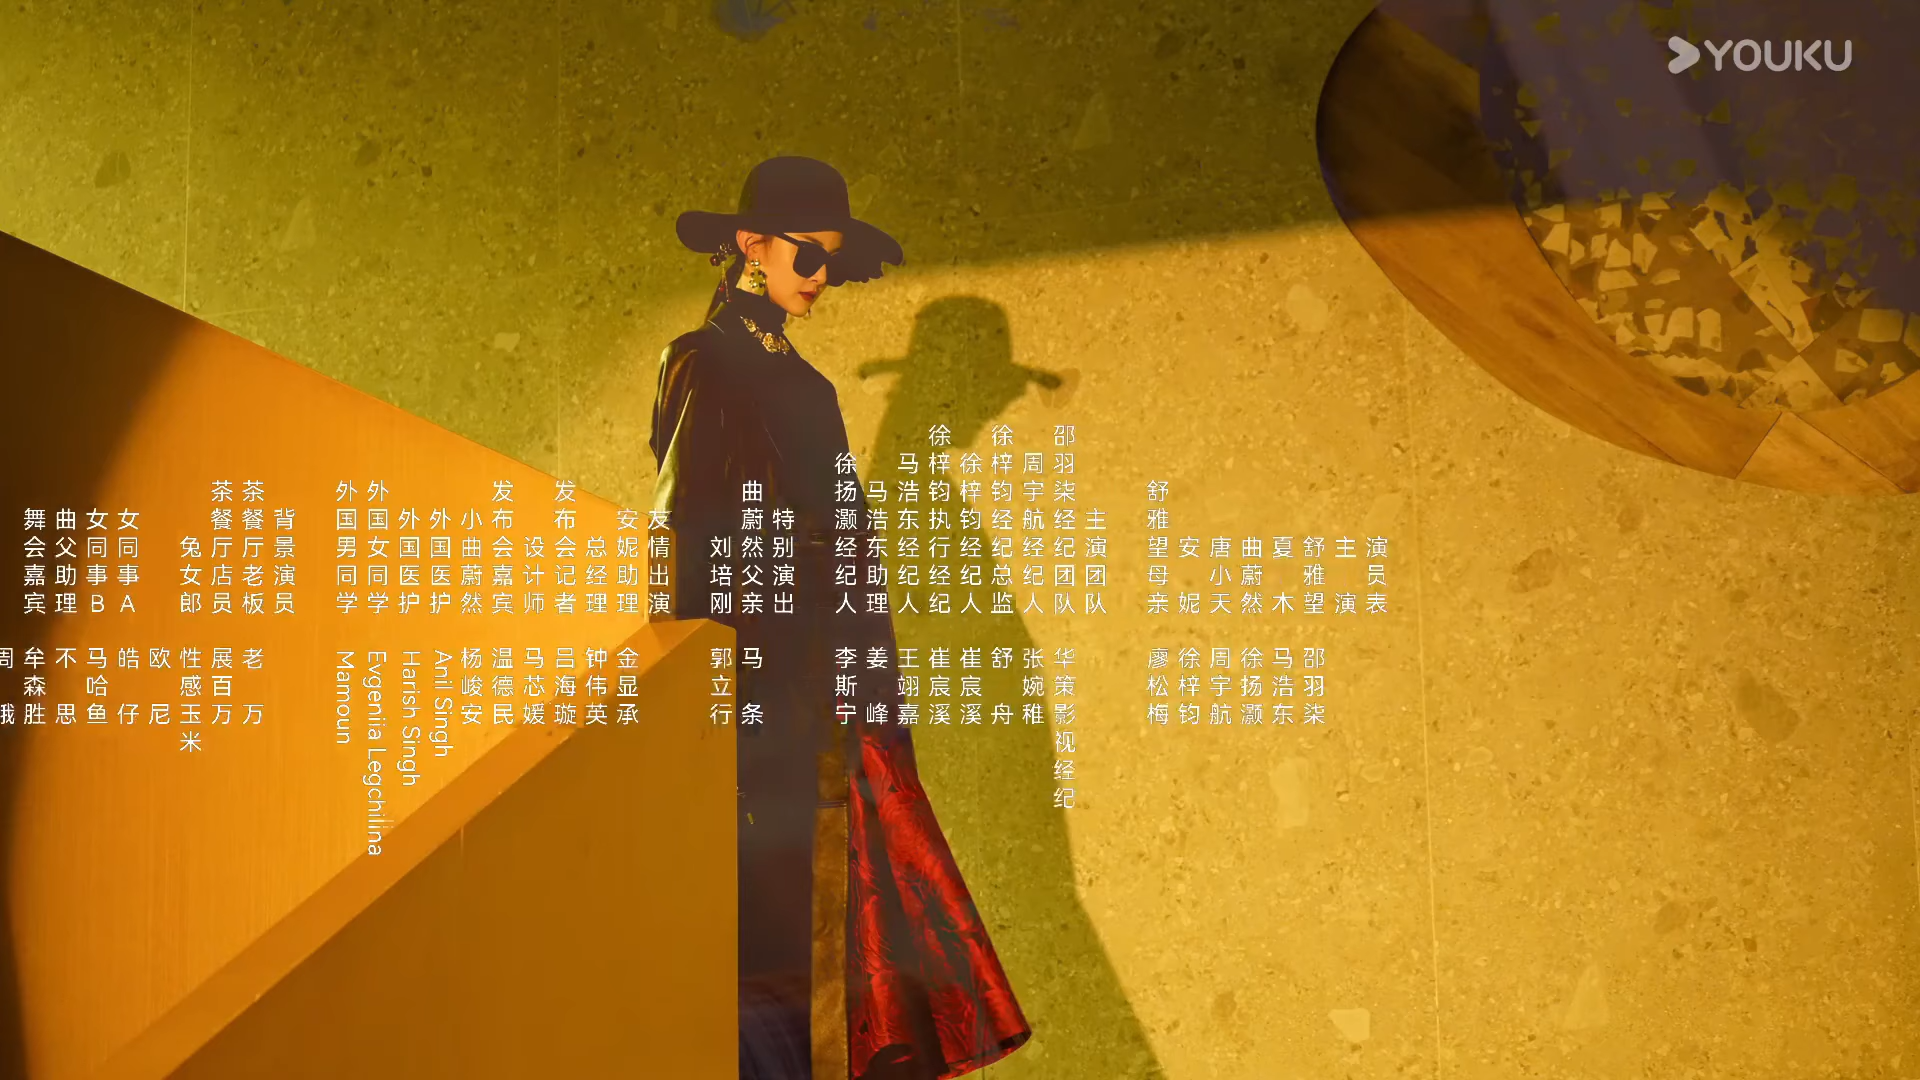 YOUKU
演员表
主演
舒雅望 邵羽柒
夏木 马浩东
曲蔚然 徐扬灏
唐小天 周宇航
安妮 徐梓钧
舒雅望母亲 廖松梅
主演团队
邵羽柒经纪团队 华策影视经纪
周宇航经纪人 张婉稚
徐梓钧经纪总监 舒舟
徐梓钧经纪人 崔宸溪
徐梓钧执行经纪 崔宸溪
马浩东经纪人 王翊嘉
马浩东助理 姜峰
徐扬灏经纪人 李斯宁
特别演出
曲蔚然父亲 马条
刘培刚 郭立行
友情出演
安妮助理 金显承
总经理 钟伟英
发布会记者 吕海璇
设计师 马芯媛
发布会嘉宾 温德民
小曲蔚然 杨峻安
外国医护 Anil Singh
外国医护 Harish Singh
外国女同学 Evgeniia Legchilina
外国男同学 Mamoun
背景演员
茶餐厅老板 老万
茶餐厅店员 展百万
兔女郎 性感玉米
欧尼
女同事A 皓仔
女同事B 马哈鱼
曲父助理 不思
舞会嘉宾 牟森胜